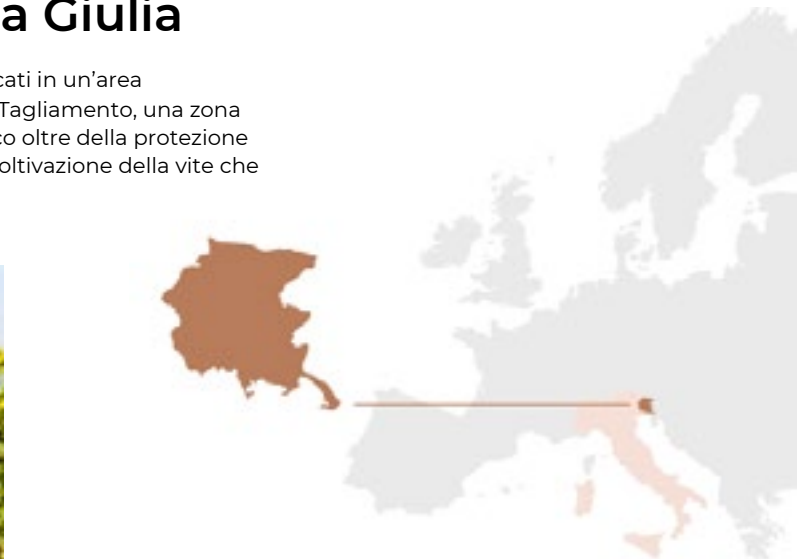 a Giulia
cati in un’area
Tagliamento, una zona
co oltre della protezione
oltivazione della vite che